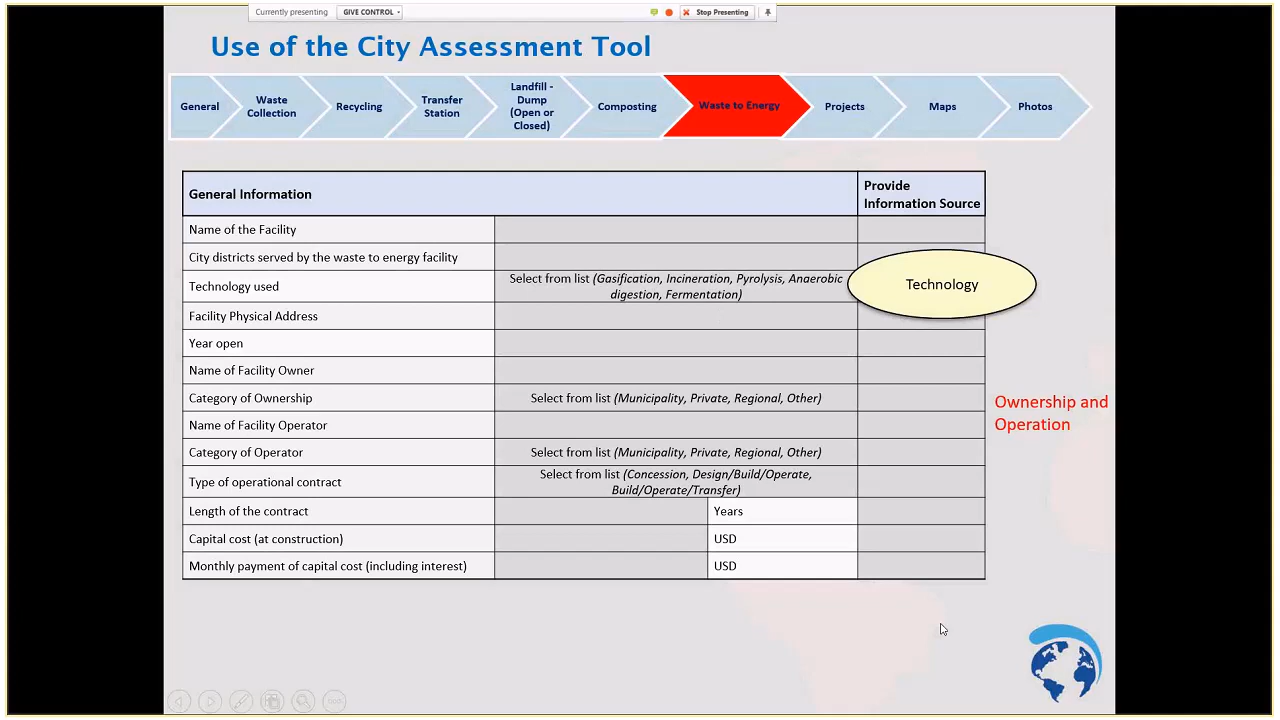 Currently presenting GIVE CONTROL Stop Presenting
Use of the City Assessment Tool
General
Waste
Collection
Recycling
Transfer
Station
Landfill -
Dump
(Open or
Closed)
Composting
Waste to Energy
Projects
Maps
Photos
General Information
Provide
Information Source
Name of the Facility
City districts served by the waste to energy facility
Technology used
Select from list (Gasification, Incineration, Pyrolysis, Anaerobic
digestion, Fermentation)
Technology
Facility Physical Address
Year open
Name of Facility Owner
Category of Ownership
Select from list (Municipality, Private, Regional, Other)
Ownership and
Operation
Name of Facility Operator
Category of Operator
Select from list (Municipality, Private, Regional, Other)
Type of operational contract
Select from list (Concession, Design/Build/Operate,
Build/Operate/Transfer)
Length of the contract
Years
Capital cost (at construction)
USD
Monthly payment of capital cost (including interest)
USD